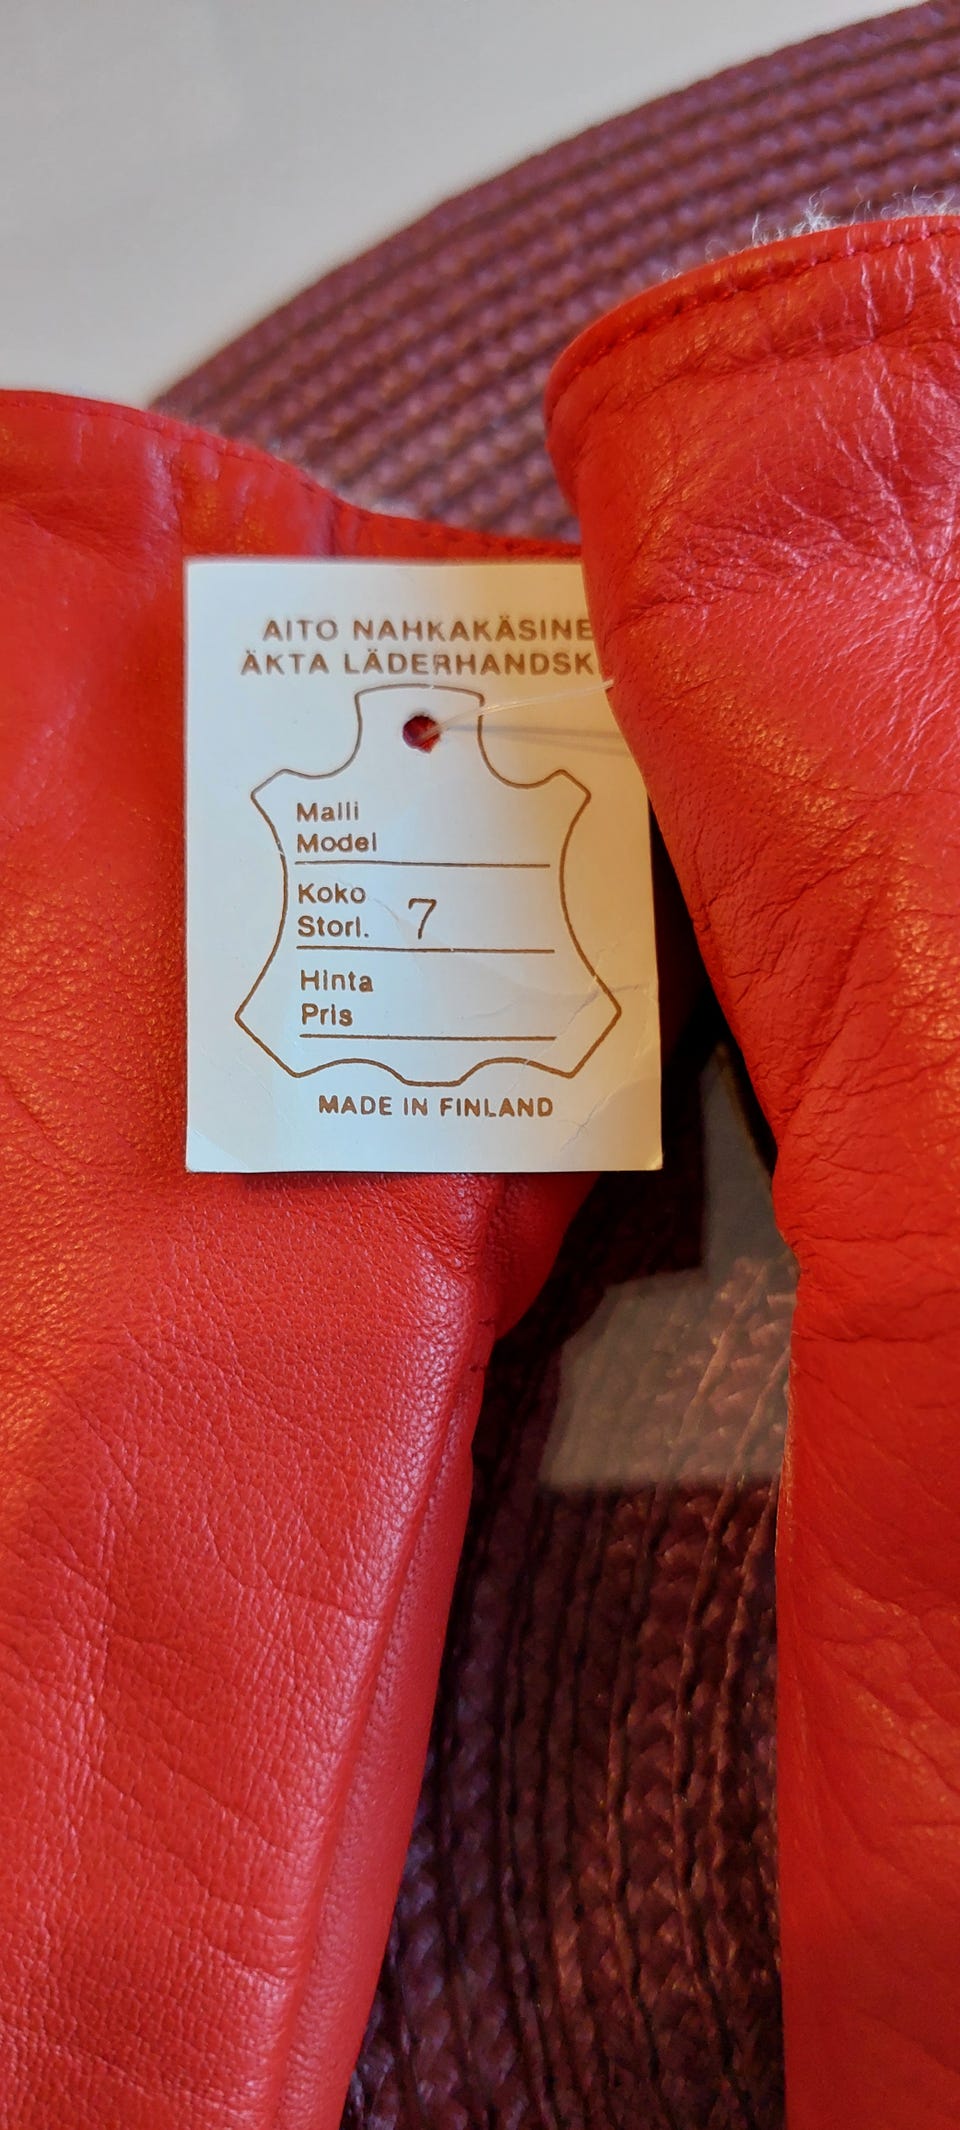 AITO NAHKAKÄSINE
ÄKTA LÄDERHANDSK
Malli
Model
Koko
Storl. 7
Hinta
Pris
MADE IN FINLAND